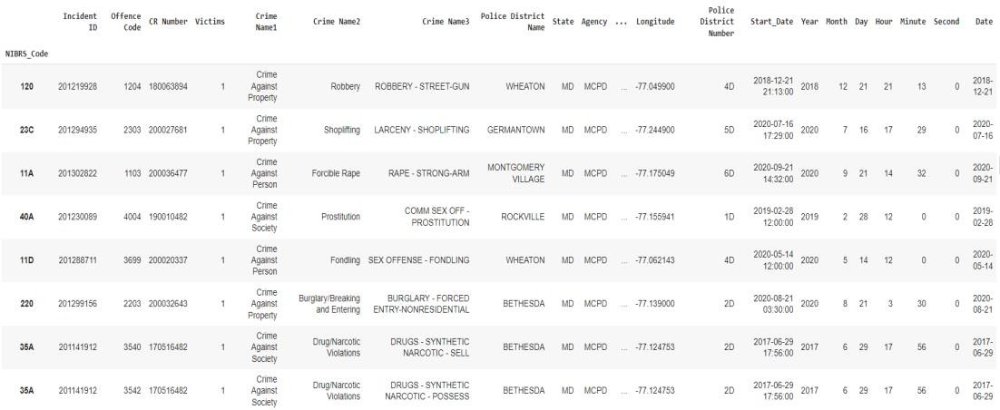 Incident ID Offence Code CR Number Victims Crime Name1 Crime Name2 Crime Name3 Police District Name State Agency ... Longitude Police District Number Start_Date Year Month Day Hour Minute Second Date
NIBRS_Code
120 201219928 1204 180063894 1 Crime Against Property Robbery ROBBERY - STREET-GUN WHEATON MD MCPD ... -77.049900 4D 2018-12-21 21:13:00 2018 12 21 21 13 0 2018-12-21
23C 201294935 2303 200027681 1 Crime Against Property Shoplifting LARCENY - SHOPLIFTING GERMANTOWN MD MCPD ... -77.244900 5D 2020-07-16 17:29:00 2020 7 16 17 29 0 2020-07-16
11A 201302822 1103 200036477 1 Crime Against Person Forcible Rape RAPE - STRONG-ARM MONTGOMERY VILLAGE MD MCPD ... -77.175049 6D 2020-09-21 14:32:00 2020 9 21 14 32 0 2020-09-21
40A 201230089 4004 190010482 1 Crime Against Society Prostitution COMM SEX OFF - PROSTITUTION ROCKVILLE MD MCPD ... -77.155941 1D 2019-02-28 12:00:00 2019 2 28 12 0 0 2019-02-28
11D 201288711 3699 200020337 1 Crime Against Person Fondling SEX OFFENSE - FONDLING WHEATON MD MCPD ... -77.062143 4D 2020-05-14 12:00:00 2020 5 14 12 0 0 2020-05-14
220 201299156 2203 200032643 1 Crime Against Property Burglary/Breaking and Entering BURGLARY - FORCED ENTRY-NONRESIDENTIAL BETHESDA MD MCPD ... -77.139000 2D 2020-08-21 03:30:00 2020 8 21 3 30 0 2020-08-21
35A 201141912 3540 170516482 1 Crime Against Society Drug/Narcotic Violations DRUGS - SYNTHETIC NARCOTIC - SELL BETHESDA MD MCPD ... -77.124753 2D 2017-06-29 17:56:00 2017 6 29 17 56 0 2017-06-29
35A 201141912 3542 170516482 1 Crime Against Society Drug/Narcotic Violations DRUGS - SYNTHETIC NARCOTIC - POSSESS BETHESDA MD MCPD ... -77.124753 2D 2017-06-29 17:56:00 2017 6 29 17 56 0 2017-06-29